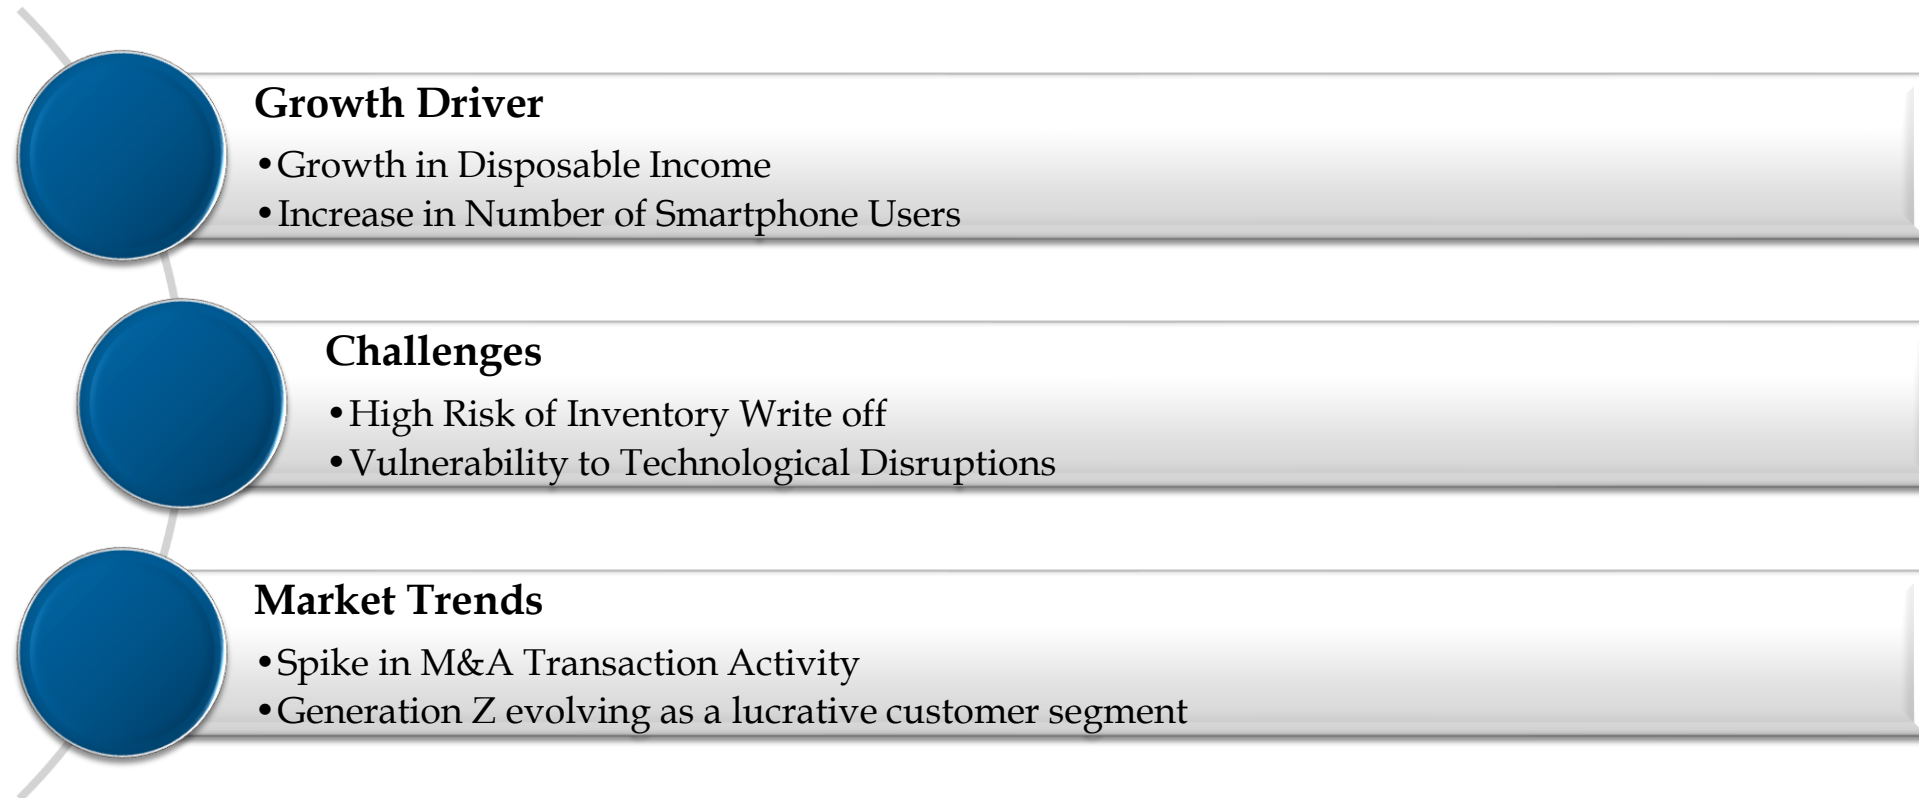 Growth Driver
•Growth in Disposable Income
•Increase in Number of Smartphone Users
Challenges
•High Risk of Inventory Write off
•Vulnerability to Technological Disruptions
Market Trends
•Spike in M&A Transaction Activity
•Generation Z evolving as a lucrative customer segment